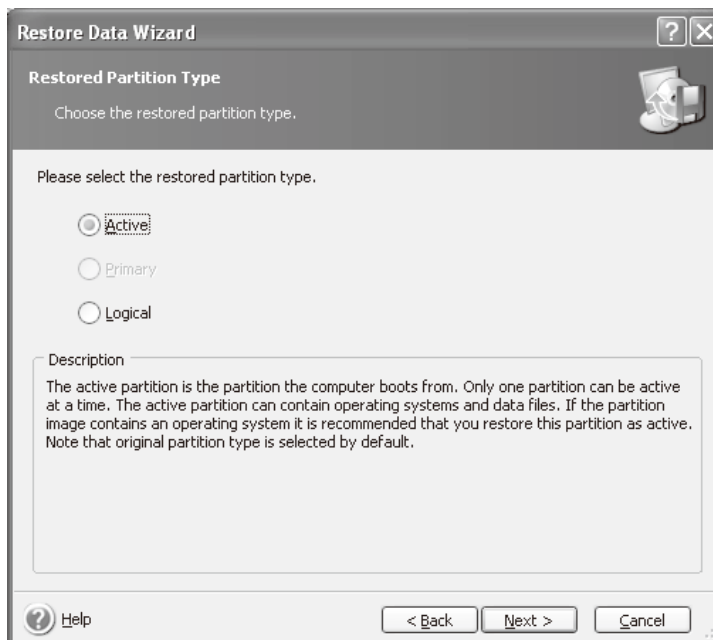 Restore Data Wizard
Restored Partition Type
Choose the restored partition type.
Please select the restored partition type.
Active
Primary
Logical
Description
The active partition is the partition the computer boots from. Only one partition can be active
at a time. The active partition can contain operating systems and data files. If the partition
image contains an operating system it is recommended that you restore this partition as active.
Note that original partition type is selected by default.
Help
< Back
Next >
Cancel